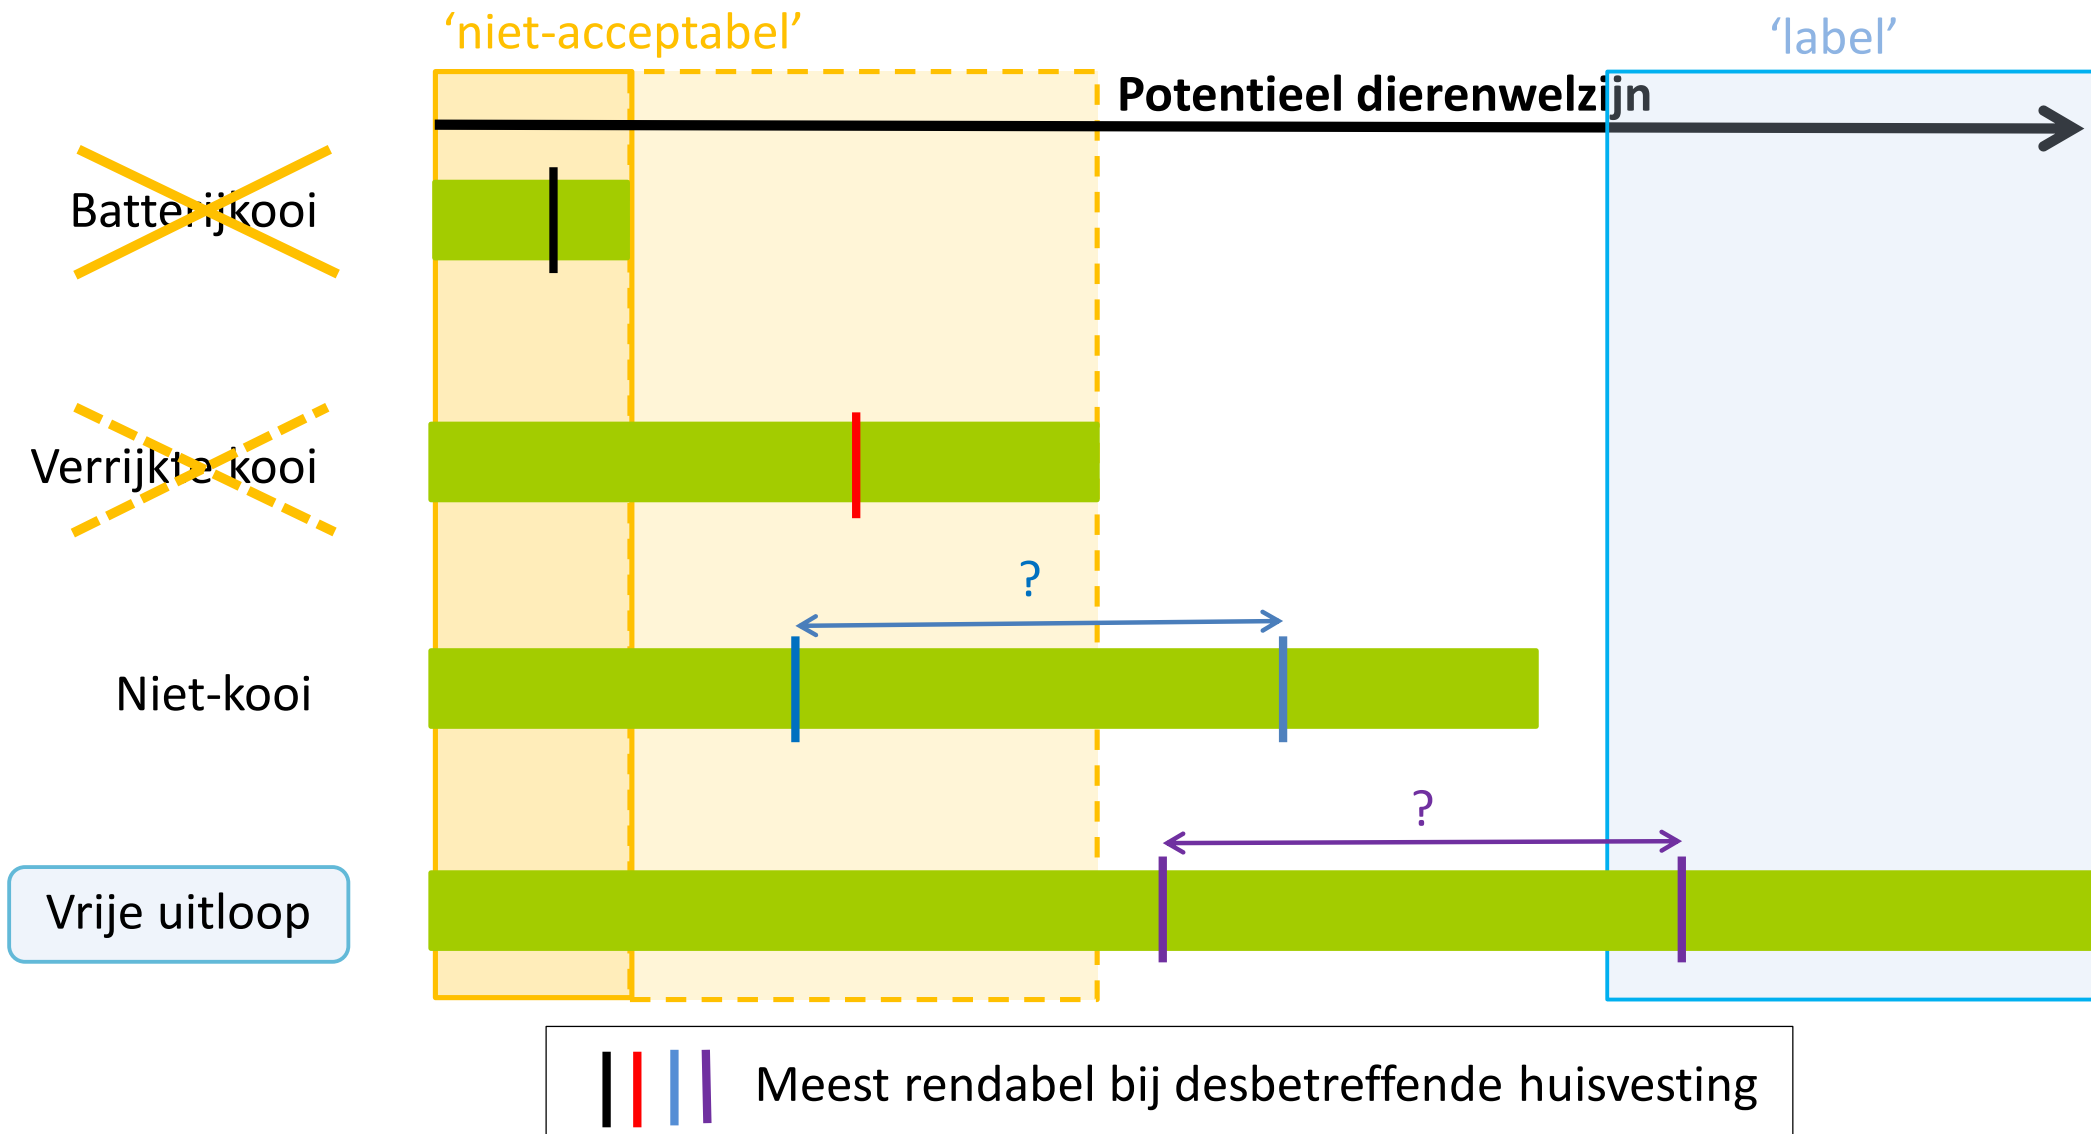 ‘niet-acceptabel’
‘label’
Potentieel dierenwelzijn
Batterijkooi
Verrijkte kooi
?
Niet-kooi
?
Vrije uitloop
Meest rendabel bij desbetreffende huisvesting